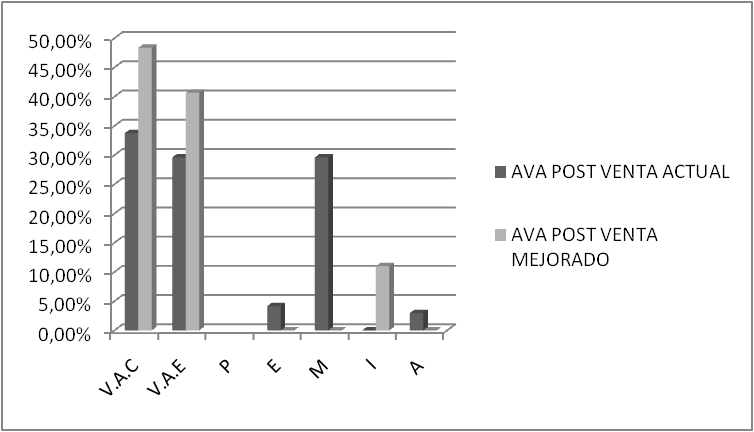 50,00%
45,00%
40,00%
35,00%
30,00%
25,00%
20,00%
15,00%
10,00%
5,00%
0,00%
V.A.C
V.A.E
P
E
M
I
A
AVA POST VENTA ACTUAL
AVA POST VENTA
MEJORADO